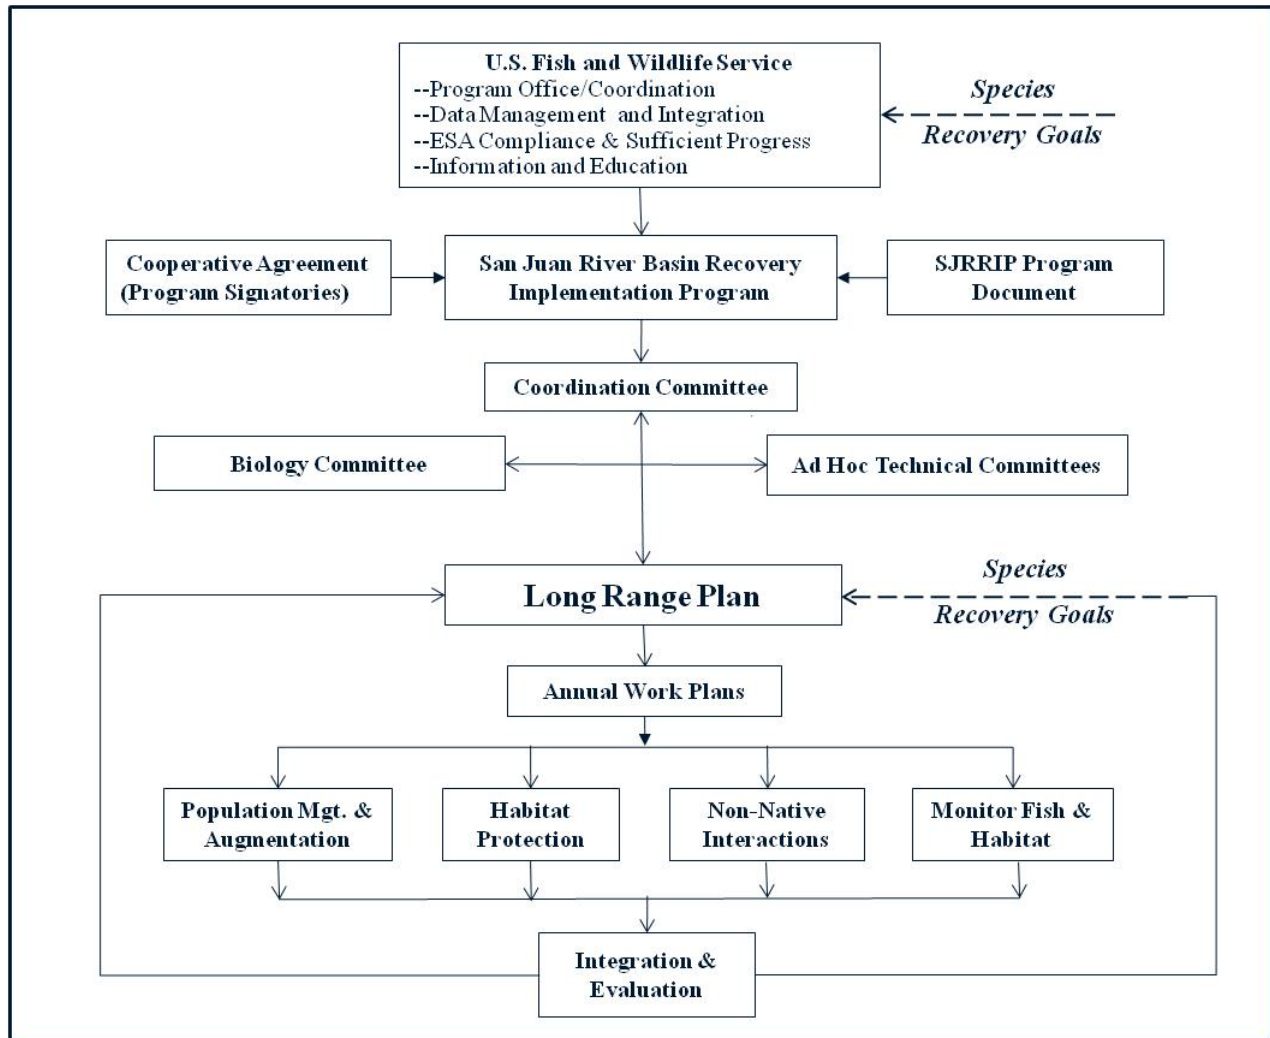 U.S. Fish and Wildlife Service
--Program Office/Coordination
--Data Management and Integration
--ESA Compliance & Sufficient Progress
--Information and Education
Species
Recovery Goals
Cooperative Agreement
(Program Signatories)
San Juan River Basin Recovery
Implementation Program
SJRRIP Program
Document
Coordination Committee
Biology Committee
Ad Hoc Technical Committees
Long Range Plan
Species
Recovery Goals
Annual Work Plans
Population Mgt. &
Augmentation
Habitat
Protection
Non-Native
Interactions
Monitor Fish &
Habitat
Integration &
Evaluation